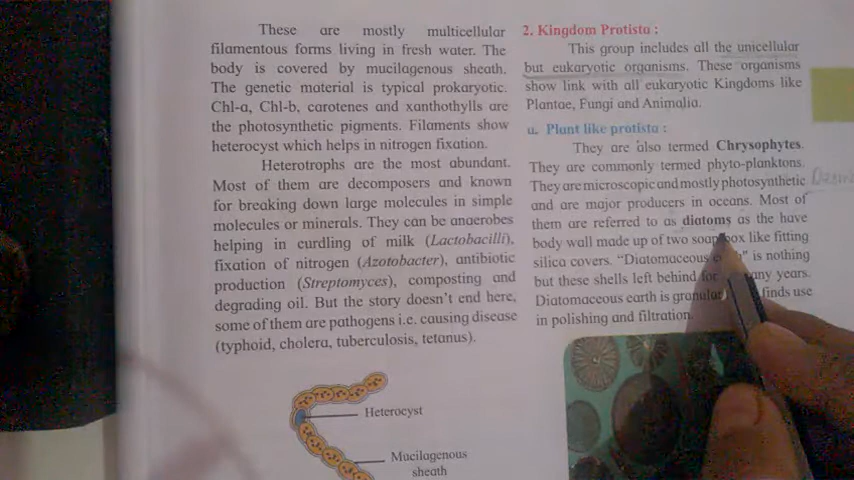 These are mostly multicellular
filamentous forms living in fresh water. The
body is covered by mucilagenous sheath.
The genetic material is typical prokaryotic.
Chl-a, Chl-b, carotenes and xanthothylls are
the photosynthetic pigments. Filaments show
heterocyst which helps in nitrogen fixation.
Heterotrophs are the most abundant.
Most of them are decomposers and known
for breaking down large molecules in simple
molecules or minerals. They can be anaerobes
helping in curdling of milk (Lactobacilli),
fixation of nitrogen (Azotobacter), antibiotic
production (Streptomyces), composting and
degrading oil. But the story doesn't end here,
some of them are pathogens i.e. causing disease
(typhoid, cholera, tuberculosis, tetanus).
Heterocyst
Mucilagenous
sheath
2. Kingdom Protista :
This group includes all the unicellular
but eukaryotic organisms. These organisms
show link with all eukaryotic Kingdoms like
Plantae, Fungi and Animalia.
a. Plant like protista :
They are also termed Chrysophytes.
They are commonly termed phyto-planktons.
They are microscopic and mostly photosynthetic
and are major producers in oceans. Most of
them are referred to as diatoms as the have
body wall made up of two soap box like fitting
silica covers. “Diatomaceous ” is nothing
but these shells left behind for any years.
Diatomaceous earth is granular finds use
in polishing and filtration.